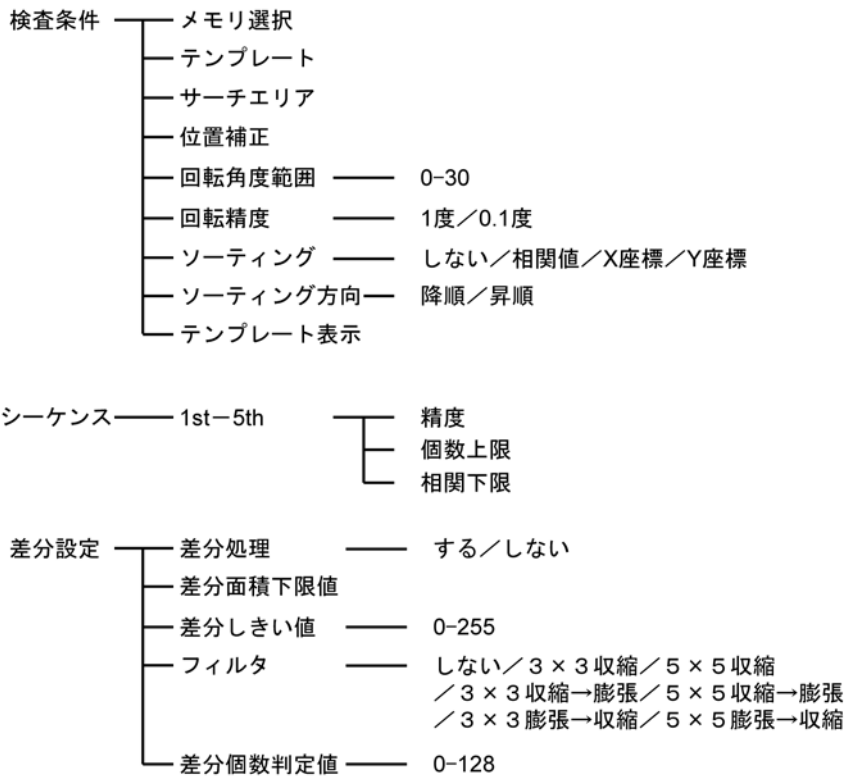 検査条件 メモリ選択
テンプレート
サーチエリア
位置補正
回転角度範囲 0-30
回転精度 1度／0.1度
ソーティング しない／相関値／X座標／Y座標
ソーティング方向 降順／昇順
テンプレート表示
シーケンス 1st－5th 精度
個数上限
相関下限
差分設定 差分処理 する／しない
差分面積下限値
差分しきい値 0-255
フィルタ しない／３×３収縮／５×５収縮
／３×３収縮→膨張／５×５収縮→膨張
／３×３膨張→収縮／５×５膨張→収縮
差分個数判定値 0-128